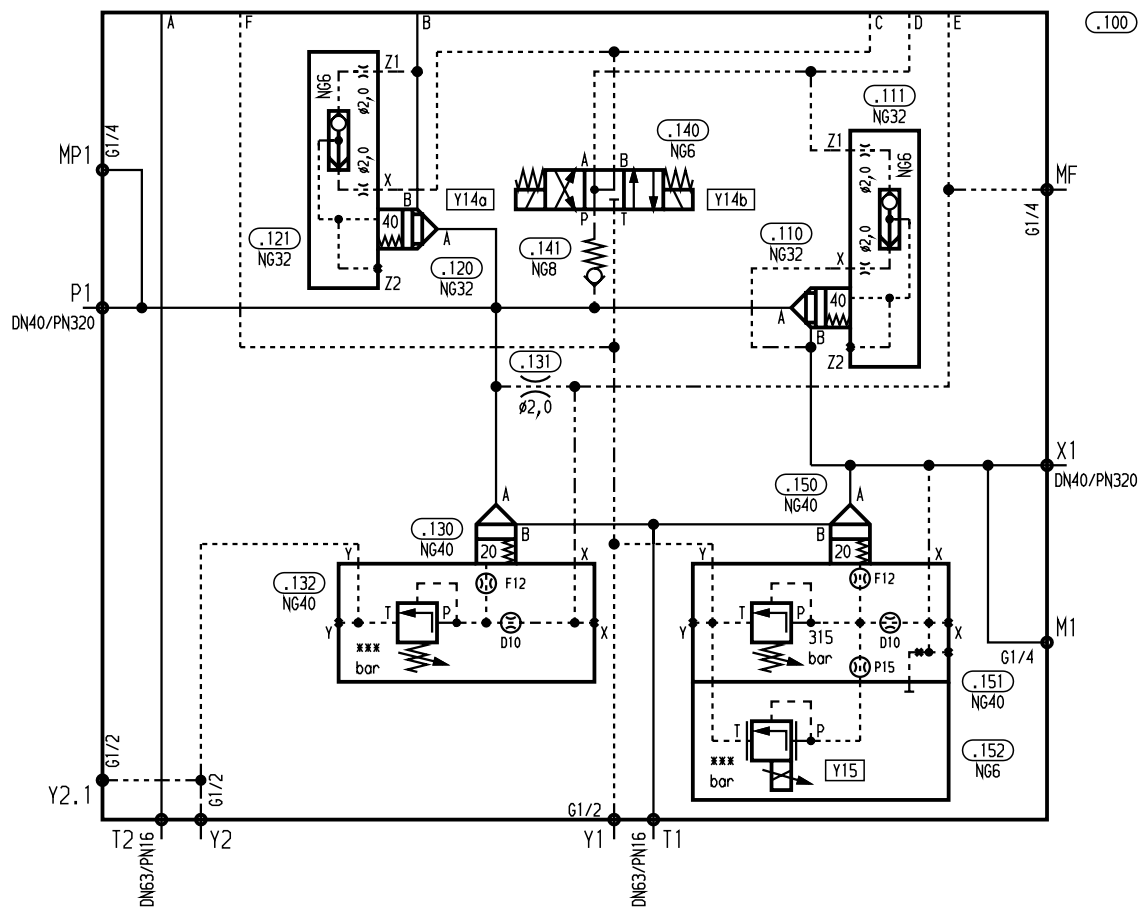 A
F
B
C
D
E
.100
Z1
NG6
ø2,0
.111
NG32
MP1
G1/4
ø2,0
.140
NG6
Z1
ø2,0
NG6
X
B
Y14a
A
B
P
T
Y14b
MF
G1/4
.121
NG32
40
A
.120
NG32
Z2
.141
NG8
.110
NG32
X
ø2,0
P1
DN40/PN320
A
40
B
Z2
.131
ø2,0
X1
DN40/PN320
A
.130
NG40
B
20
.150
NG40
A
B
20
Y
X
Y
X
.132
NG40
F12
T
P
D10
Y
X
***
bar
F12
T
P
D10
Y
X
315
bar
P15
M1
G1/4
.151
NG40
G1/2
Y2.1
G1/2
T
P
***
bar
Y15
.152
NG6
G1/2
T2
DN63/PN16
Y2
Y1
DN63/PN16
T1